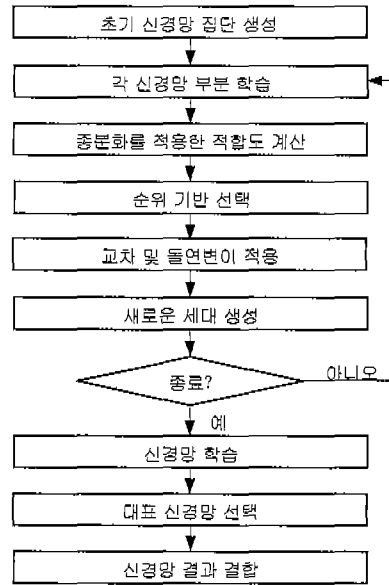 초기 신경망 집단 생성
각 신경망 부분 학습
종분화를 적용한 적합도 계산
순위 기반 선택
교차 및 돌연변이 적용
새로운 세대 생성
종료?
아니오
예
신경망 학습
대표 신경망 선택
신경망 결과 결합